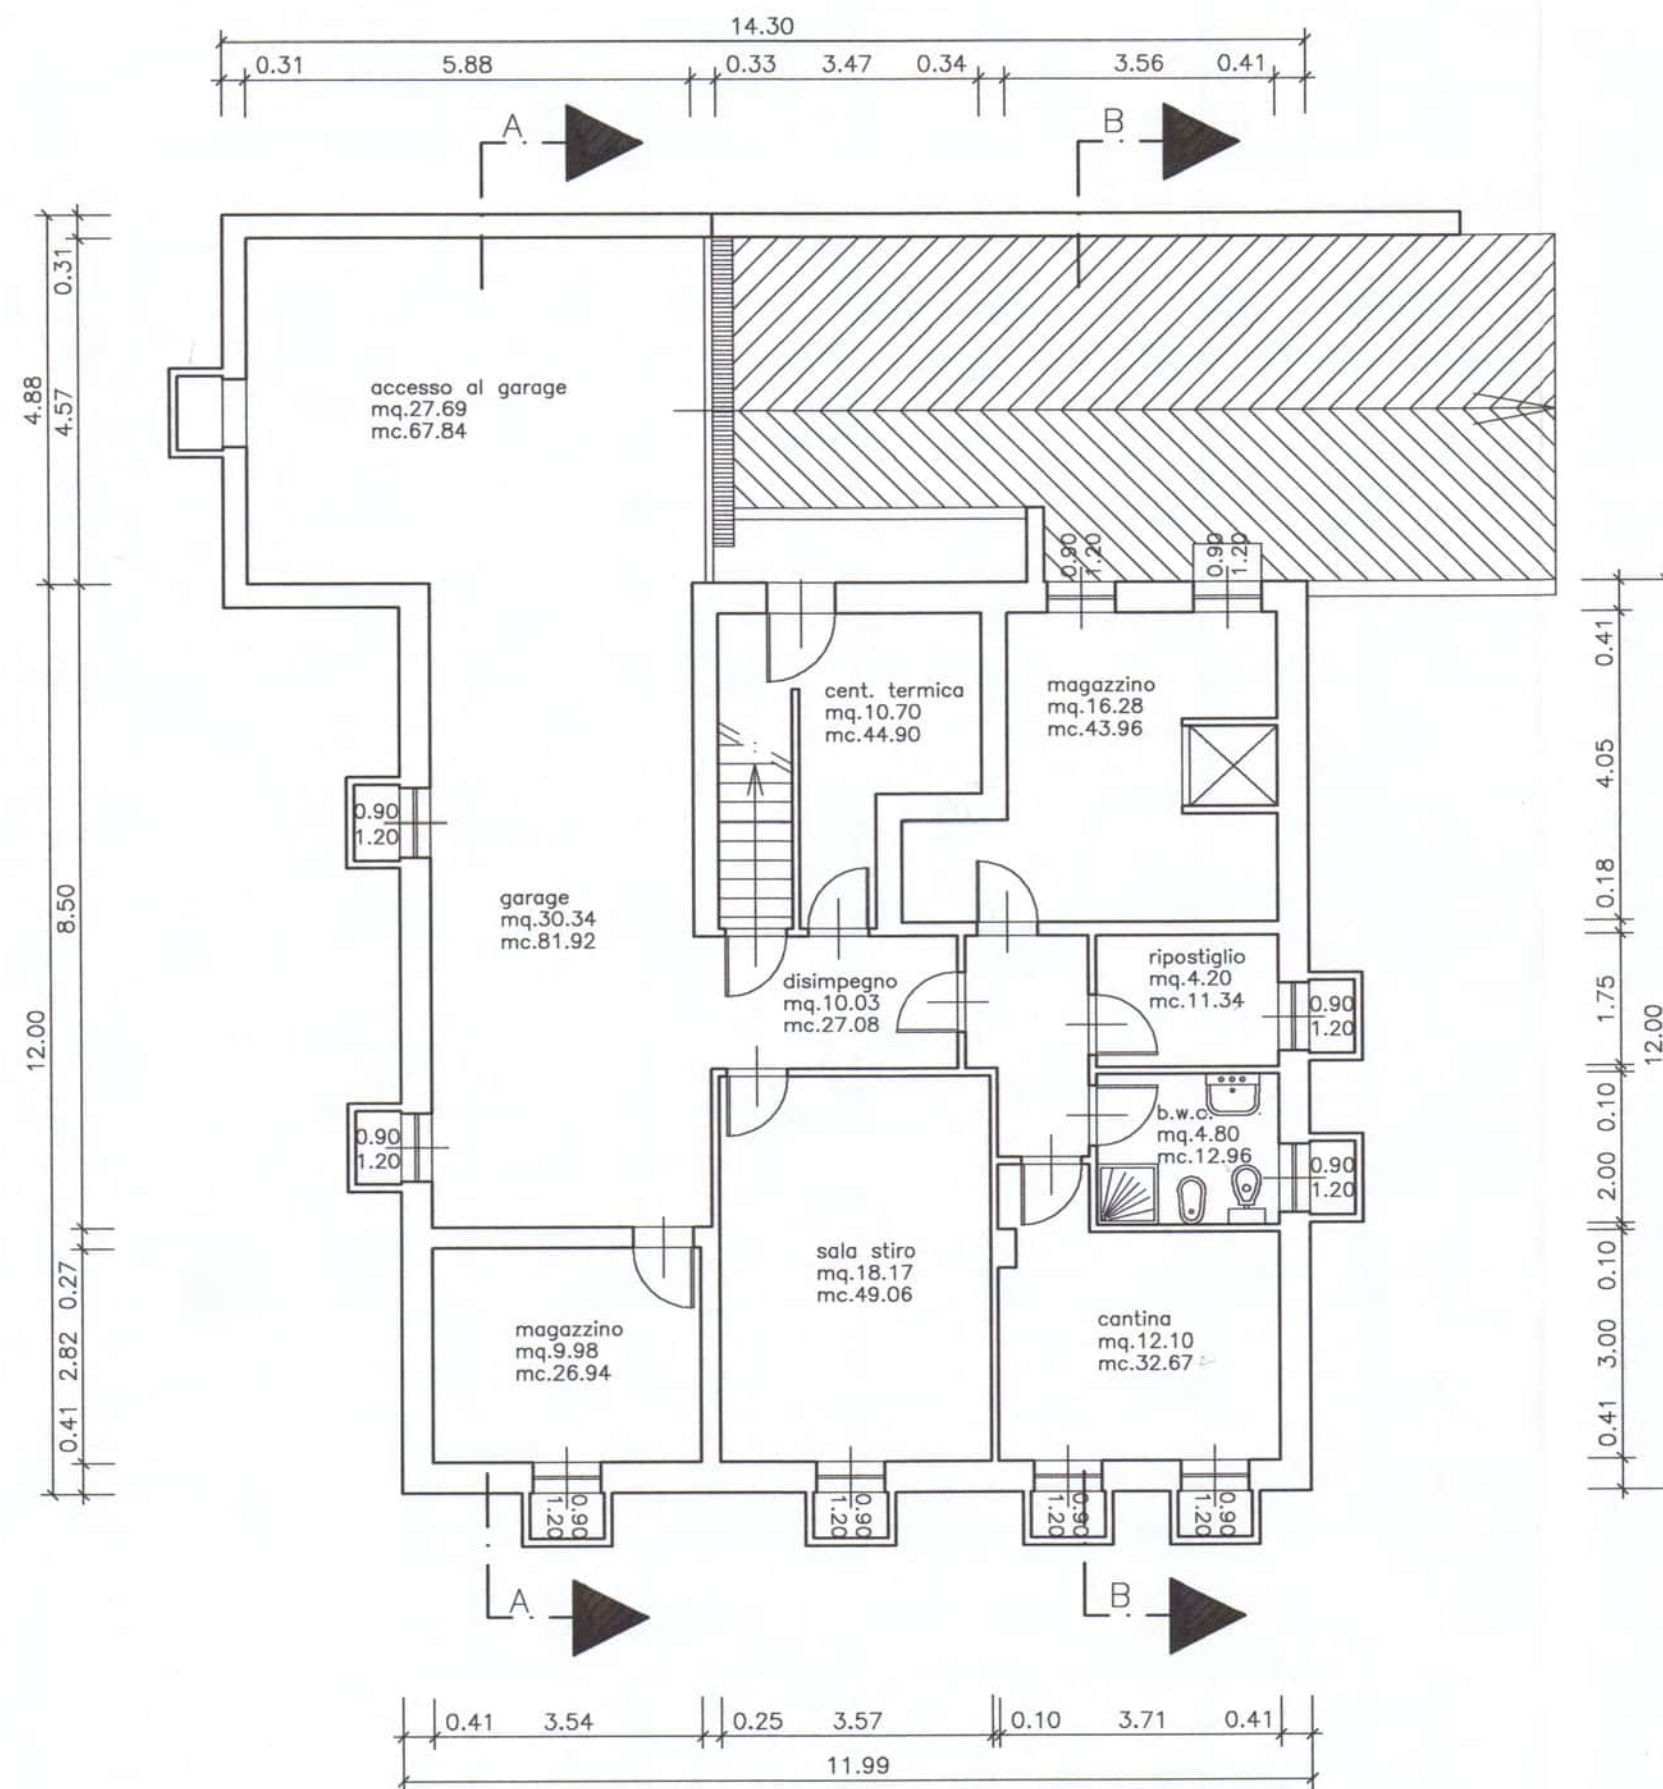 14.30
0.31 5.88 0.33 3.47 0.34 3.56 0.41
A B
4.88
0.31
4.57
accesso al garage
mq.27.69
mc.67.84
0.90
1.20
0.90
1.20
cent. termica
mq.10.70
mc.44.90
magazzino
mq.16.28
mc.43.96
0.90
1.20
garage
mq.30.34
mc.81.92
disimpegno
mq.10.03
mc.27.08
ripostiglio
mq.4.20
mc.11.34
0.90
1.20
12.00
8.50
0.27
2.82
0.41
0.41
4.05
0.18
1.75
0.10
2.00
0.10
3.00
0.41
12.00
0.90
1.20
b.w.c.
mq.4.80
mc.12.96
0.90
1.20
sala stiro
mq.18.17
mc.49.06
magazzino
mq.9.98
mc.26.94
cantina
mq.12.10
mc.32.67
0.90
1.20
0.90
1.20
0.90
1.20
0.90
1.20
A B
0.41 3.54 0.25 3.57 0.10 3.71 0.41
11.99